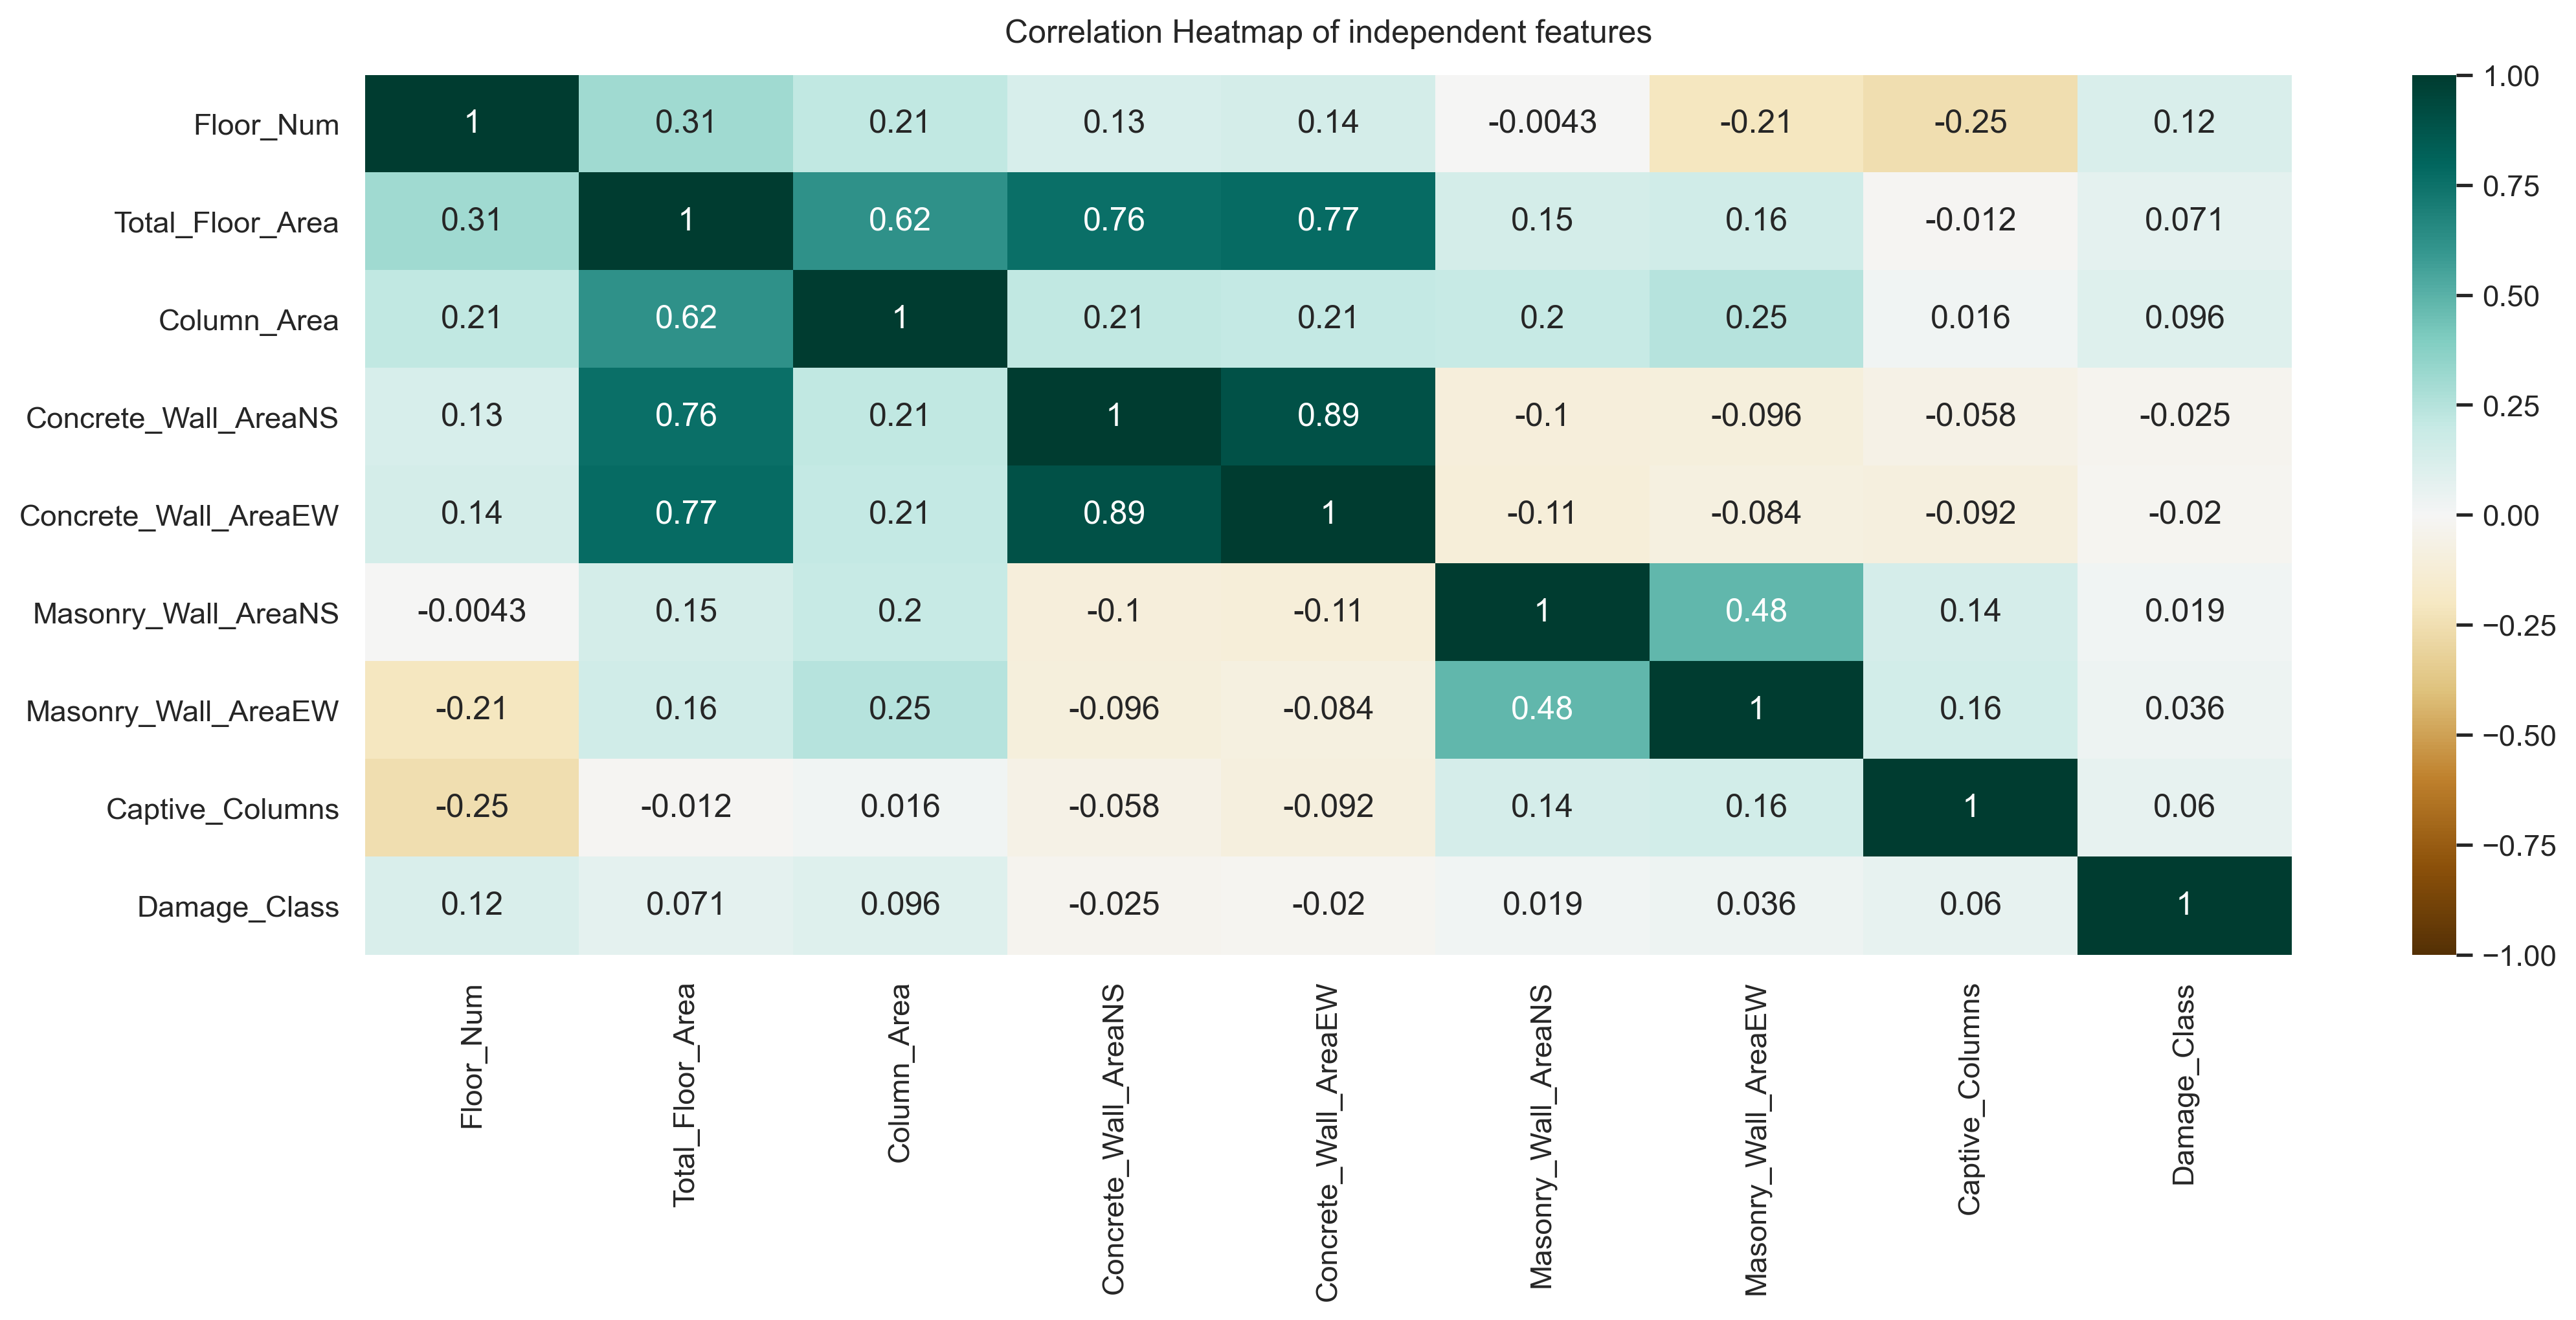 Correlation Heatmap of independent features
Floor_Num 1 0.31 0.21 0.13 0.14 -0.0043 -0.21 -0.25 0.12
Total_Floor_Area 0.31 1 0.62 0.76 0.77 0.15 0.16 -0.012 0.071
Column_Area 0.21 0.62 1 0.21 0.21 0.2 0.25 0.016 0.096
Concrete_Wall_AreaNS 0.13 0.76 0.21 1 0.89 -0.1 -0.096 -0.058 -0.025
Concrete_Wall_AreaEW 0.14 0.77 0.21 0.89 1 -0.11 -0.084 -0.092 -0.02
Masonry_Wall_AreaNS -0.0043 0.15 0.2 -0.1 -0.11 1 0.48 0.14 0.019
Masonry_Wall_AreaEW -0.21 0.16 0.25 -0.096 -0.084 0.48 1 0.16 0.036
Captive_Columns -0.25 -0.012 0.016 -0.058 -0.092 0.14 0.16 1 0.06
Damage_Class 0.12 0.071 0.096 -0.025 -0.02 0.019 0.036 0.06 1
Floor_Num
Total_Floor_Area
Column_Area
Concrete_Wall_AreaNS
Concrete_Wall_AreaEW
Masonry_Wall_AreaNS
Masonry_Wall_AreaEW
Captive_Columns
Damage_Class
1.00
0.75
0.50
0.25
0.00
−0.25
−0.50
−0.75
−1.00